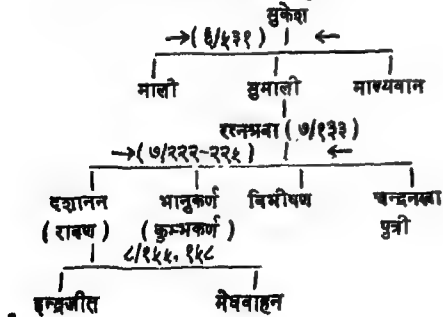 सुकेश
→( ६/५३१ ) ←
माली सुमाली माल्यवान
रत्नश्रवा ( ७/१३३ )
→( ७/२२२-२२५ ) ←
दशानन भानुकर्ण विभीषण चन्द्रनखा
( रावण ) ( कुम्भकर्ण ) पुत्री
८/१५५, १५८
इन्द्रजीत मेघवाहन